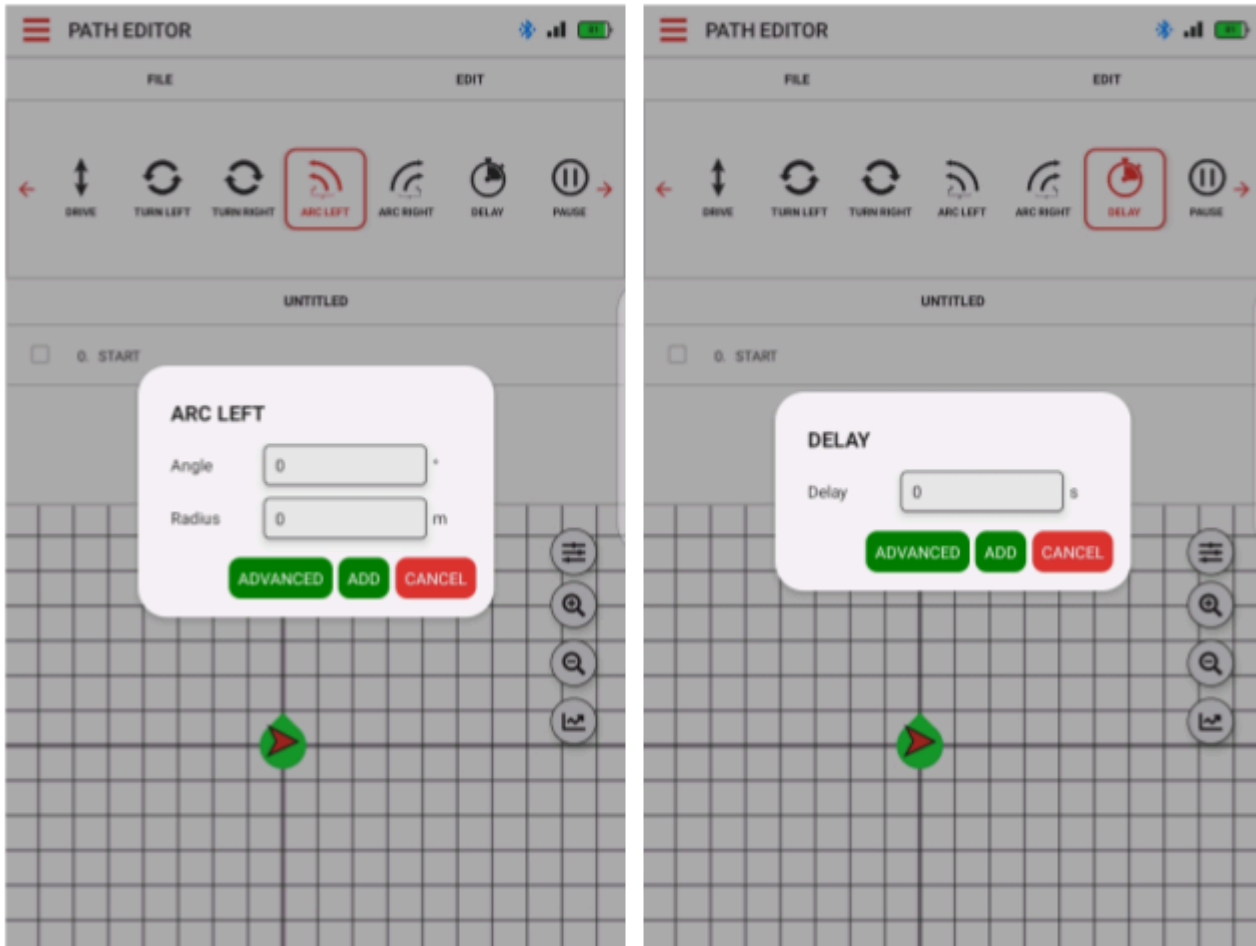 PATH EDITOR
91
FILE EDIT
DRIVE TURN LEFT TURN RIGHT ARC LEFT ARC RIGHT DELAY PAUSE
UNTITLED
0. START
ARC LEFT
Angle 0 °
Radius 0 m
ADVANCED ADD CANCEL
PATH EDITOR
91
FILE EDIT
DRIVE TURN LEFT TURN RIGHT ARC LEFT ARC RIGHT DELAY PAUSE
UNTITLED
0. START
DELAY
Delay 0 s
ADVANCED ADD CANCEL